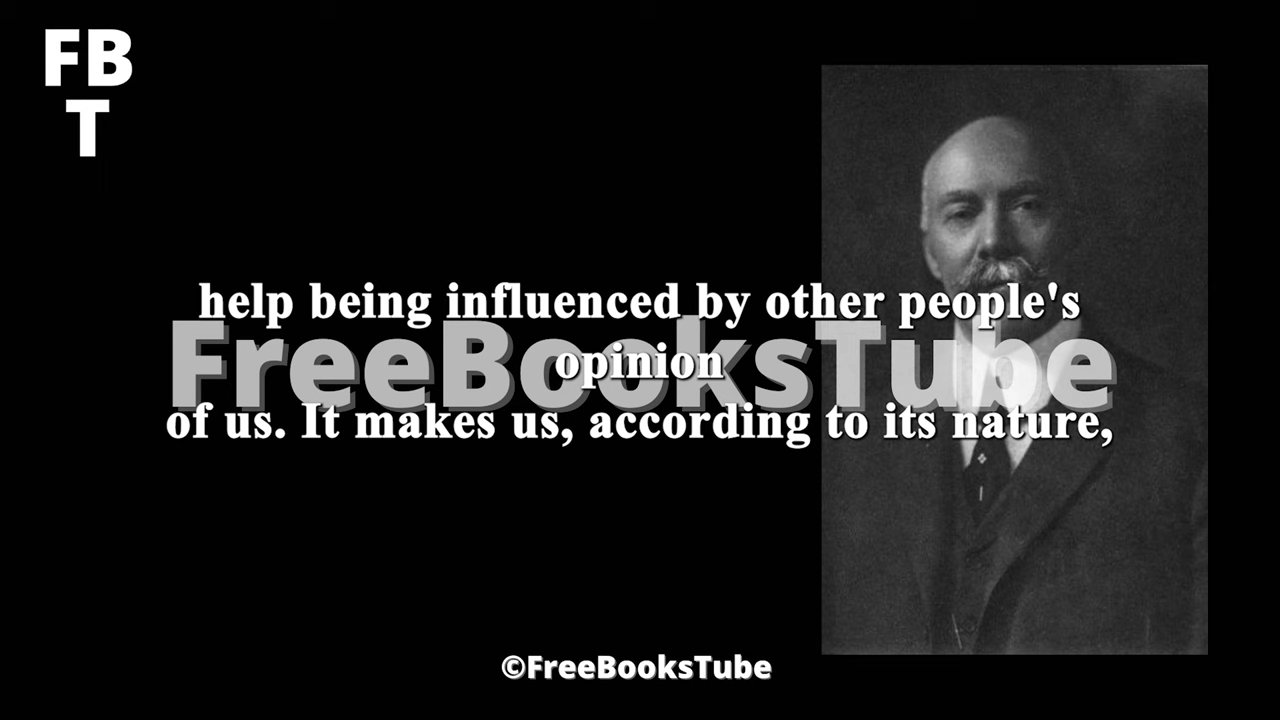 FB
T
help being influenced by other people's
FreeBooksTube
opinion
of us. It makes us, according to its nature,
©FreeBooksTube